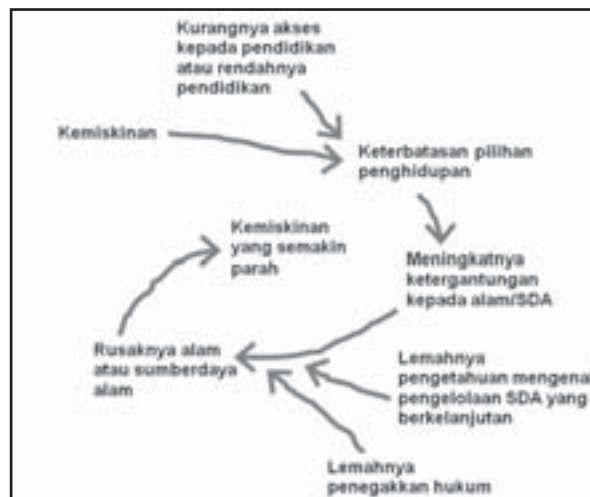 Kurangnya akses
kepada pendidikan
atau rendahnya
pendidikan
Kemiskinan
Keterbatasan pilihan
penghidupan
Kemiskinan
yang semakin
parah
Meningkatnya
ketergantungan
kepada alam/SDA
Rusaknya alam
atau sumberdaya
alam
Lemahnya
pengetahuan mengenai
pengelolaan SDA yang
berkelanjutan
Lemahnya
penegakkan hukum